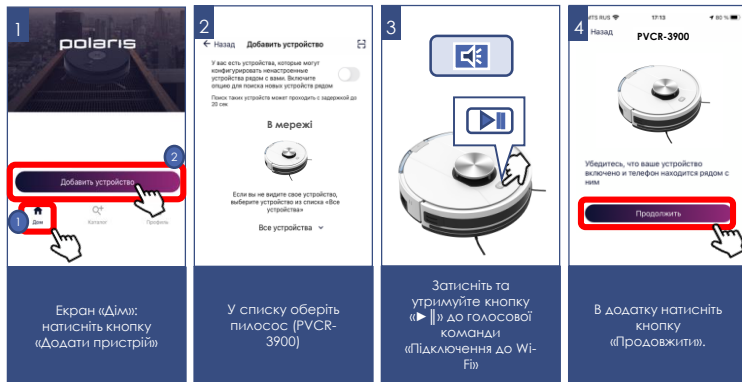 1
polaris
2
Добавить устройство
1
Дом
Каталог
Профиль
Екран «Дім»:
натисніть кнопку
«Додати пристрій»
2
← Назад Добавить устройство
У вас есть устройства, которые могут
конфигурировать ненастроенные
устройства рядом с вами. Включите
опцию для поиска новых устройств рядом
Поиск таких устройств может проходить с задержкой до
20 сек
В мережі
Если вы не видите свое устройство,
выберите устройство из списка «Все
устройства»
Все устройства
У списку оберіть
пилосос (PVCR-
3900)
3
Затисніть та
утримуйте кнопку
«►‖» до голосової
команди
«Підключення до Wi-
Fi»
4
MTS RUS 17:13 80 %
Назад
PVCR-3900
Убедитесь, что ваше устройство
включено и телефон находится рядом с
ним
Продолжить
В додатку натисніть
кнопку
«Продовжити».